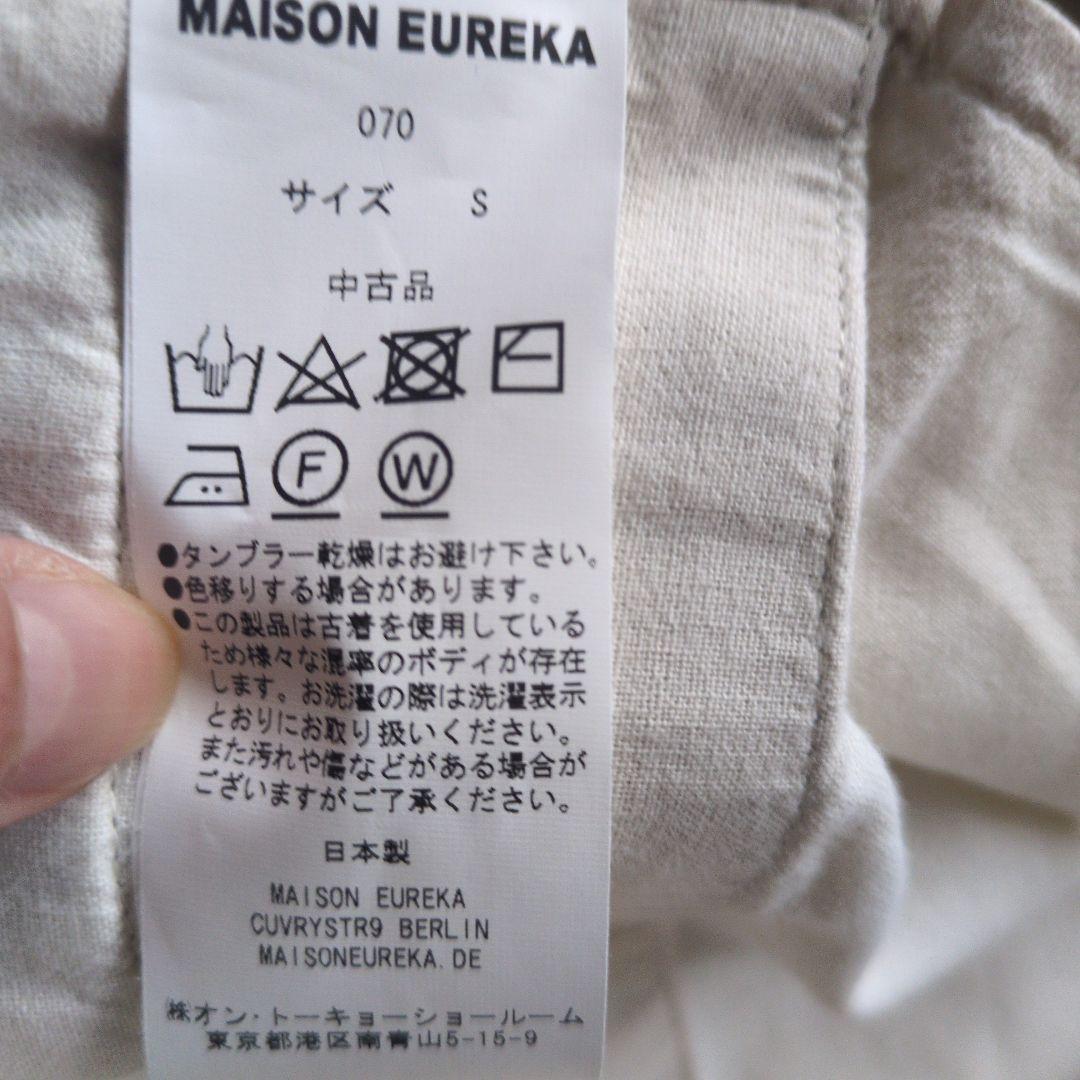 MAISON EUREKA
070
サイズ S
中古品
F W
●タンブラー乾燥はお避け下さい。
●色移りする場合があります。
●この製品は古着を使用している
ため様々な混率のボディが存在
します。お洗濯の際は洗濯表示
とおりにお取り扱いください。
また汚れや傷などがある場合が
ございますがご了承ください。
日本製
MAISON EUREKA
CUVRYSTR9 BERLIN
MAISONEUREKA.DE
㈱オン・トーキョーショールーム
東京都港区南青山5-15-9